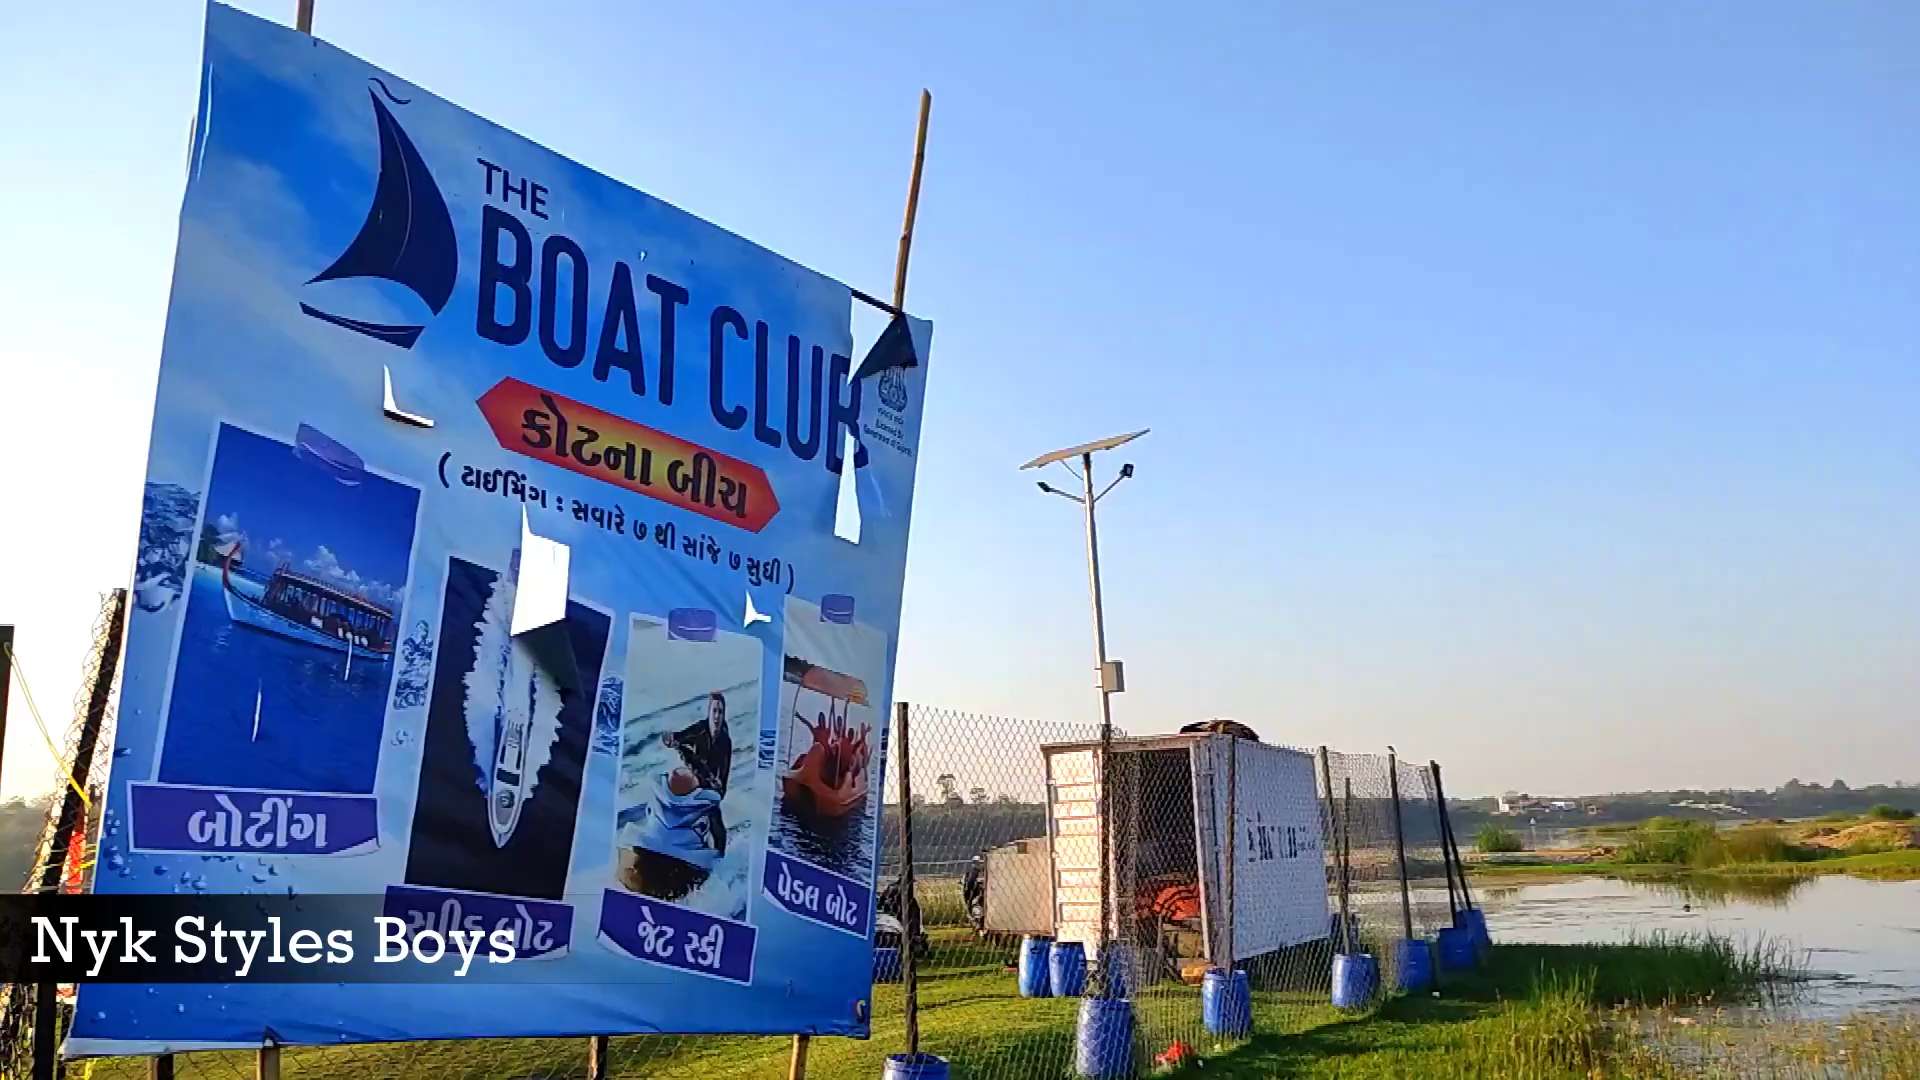 THE
BOAT CLUB
કોટના બીચ
( ટાઈમિંગ : સવારે ૭ થી સાંજે ૭ સુધી )
બોટીંગ
સ્પીડ બોટ
જેટ સ્કી
પેડલ બોટ
Nyk Styles Boys